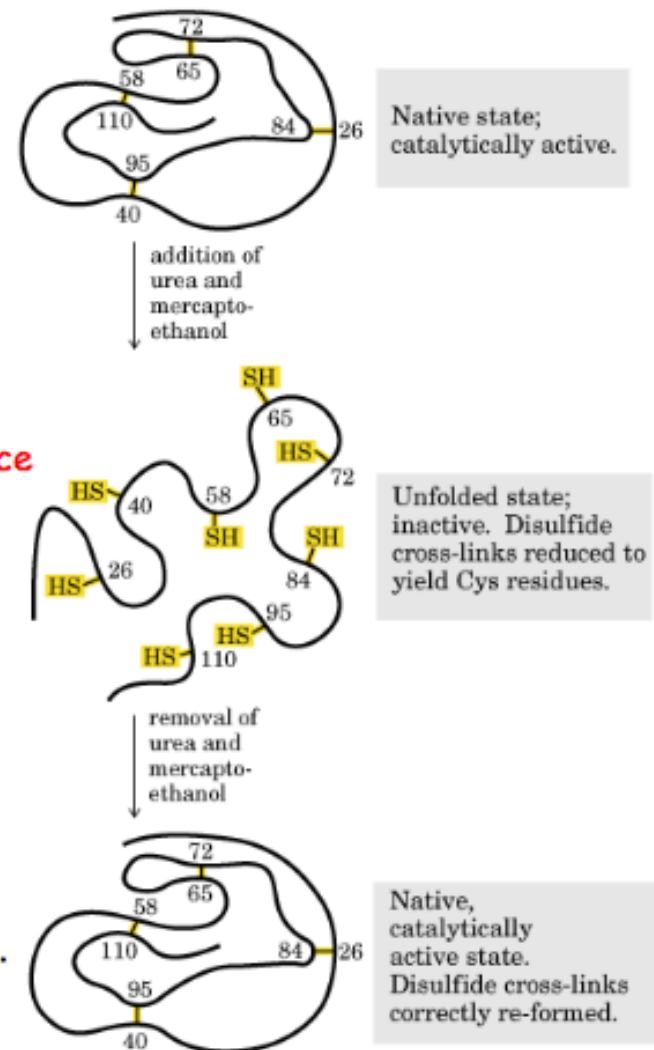 72
65
58
110
84
26
95
40
Native state;
catalytically active.
addition of
urea and
mercapto-
ethanol
SH
65
HS
72
ce
HS
40
58
SH
SH
84
26
HS
95
HS
HS
110
Unfolded state;
inactive. Disulfide
cross-links reduced to
yield Cys residues.
removal of
urea and
mercapto-
ethanol
72
65
58
110
84
26
95
40
.
Native,
catalytically
active state.
Disulfide cross-links
correctly re-formed.